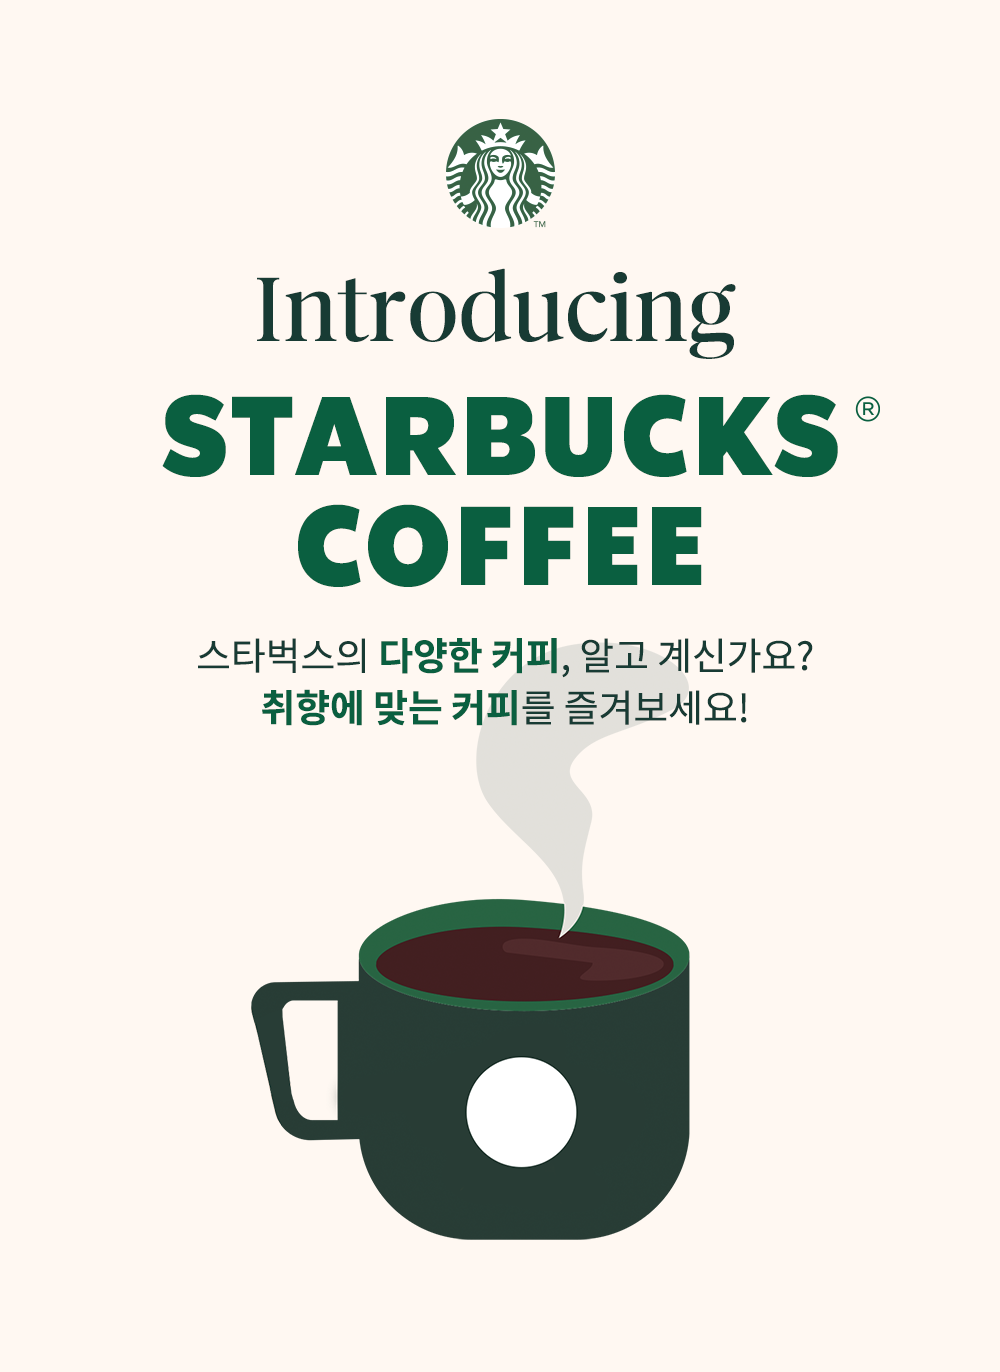 TM
Introducing
STARBUCKS®
COFFEE
스타벅스의 다양한 커피, 알고 계신가요?
취향에 맞는 커피를 즐겨보세요!